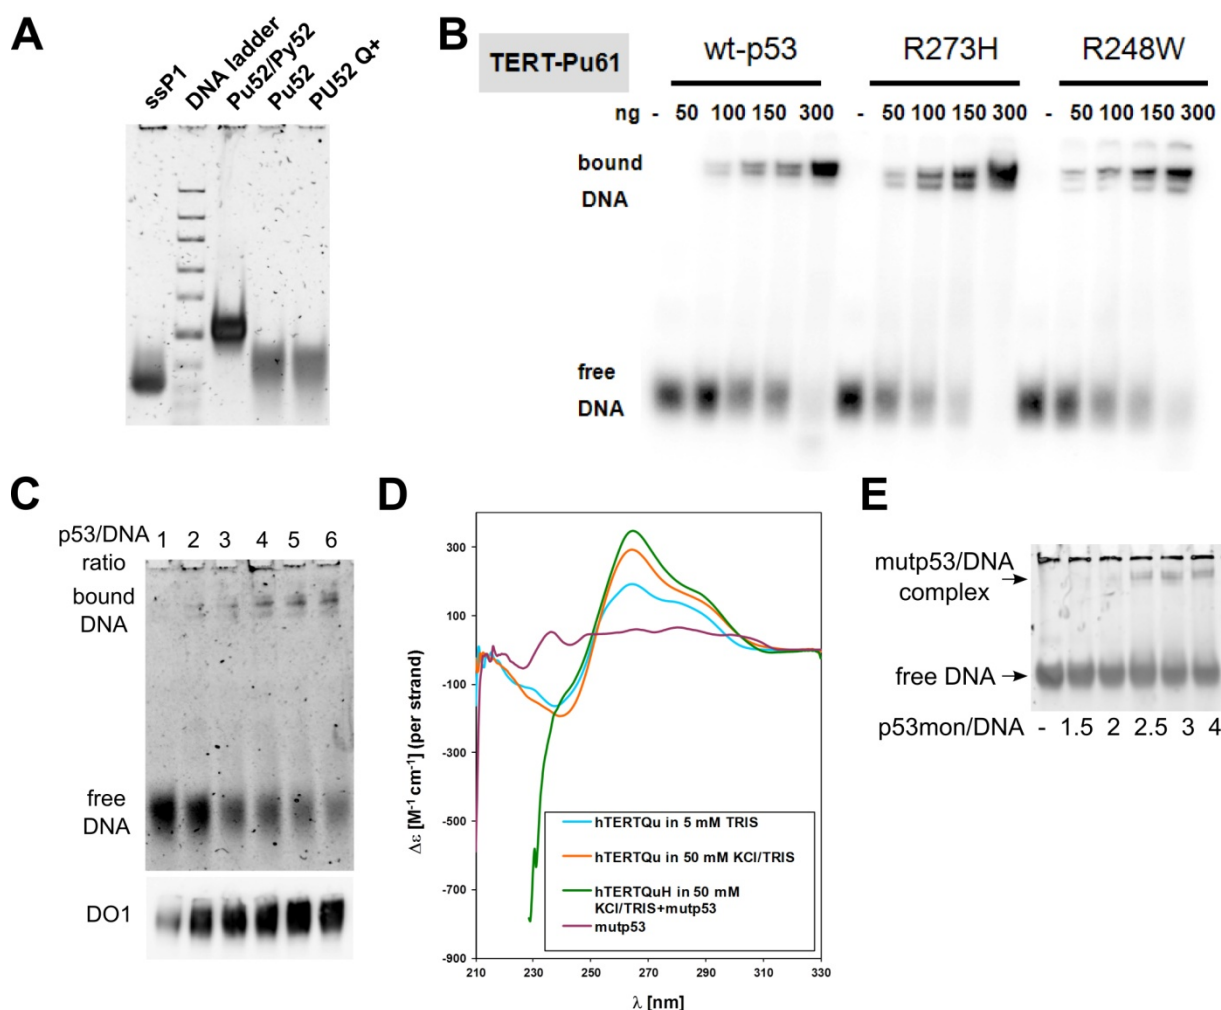 A
ssP1
DNA ladder
Pu52/Py52
Pu52
PU52 Q+
B
TERT-Pu61
wt-p53
R273H
R248W
ng - 50 100 150 300 - 50 100 150 300 - 50 100 150 300
bound
DNA
free
DNA
C
p53/DNA
ratio
1 2 3 4 5 6
bound
DNA
free
DNA
DO1
D
Δε [M-1 cm-1] (per strand)
300
100
-100
-300
-500
-700
-900
210 230 250 270 290 310 330
λ [nm]
hTERTQu in 5 mM TRIS
hTERTQu in 50 mM KCl/TRIS
hTERTQuH in 50 mM
KCl/TRIS+mutp53
mutp53
E
mutp53/DNA
complex
free DNA
p53mon/DNA - 1.5 2 2.5 3 4